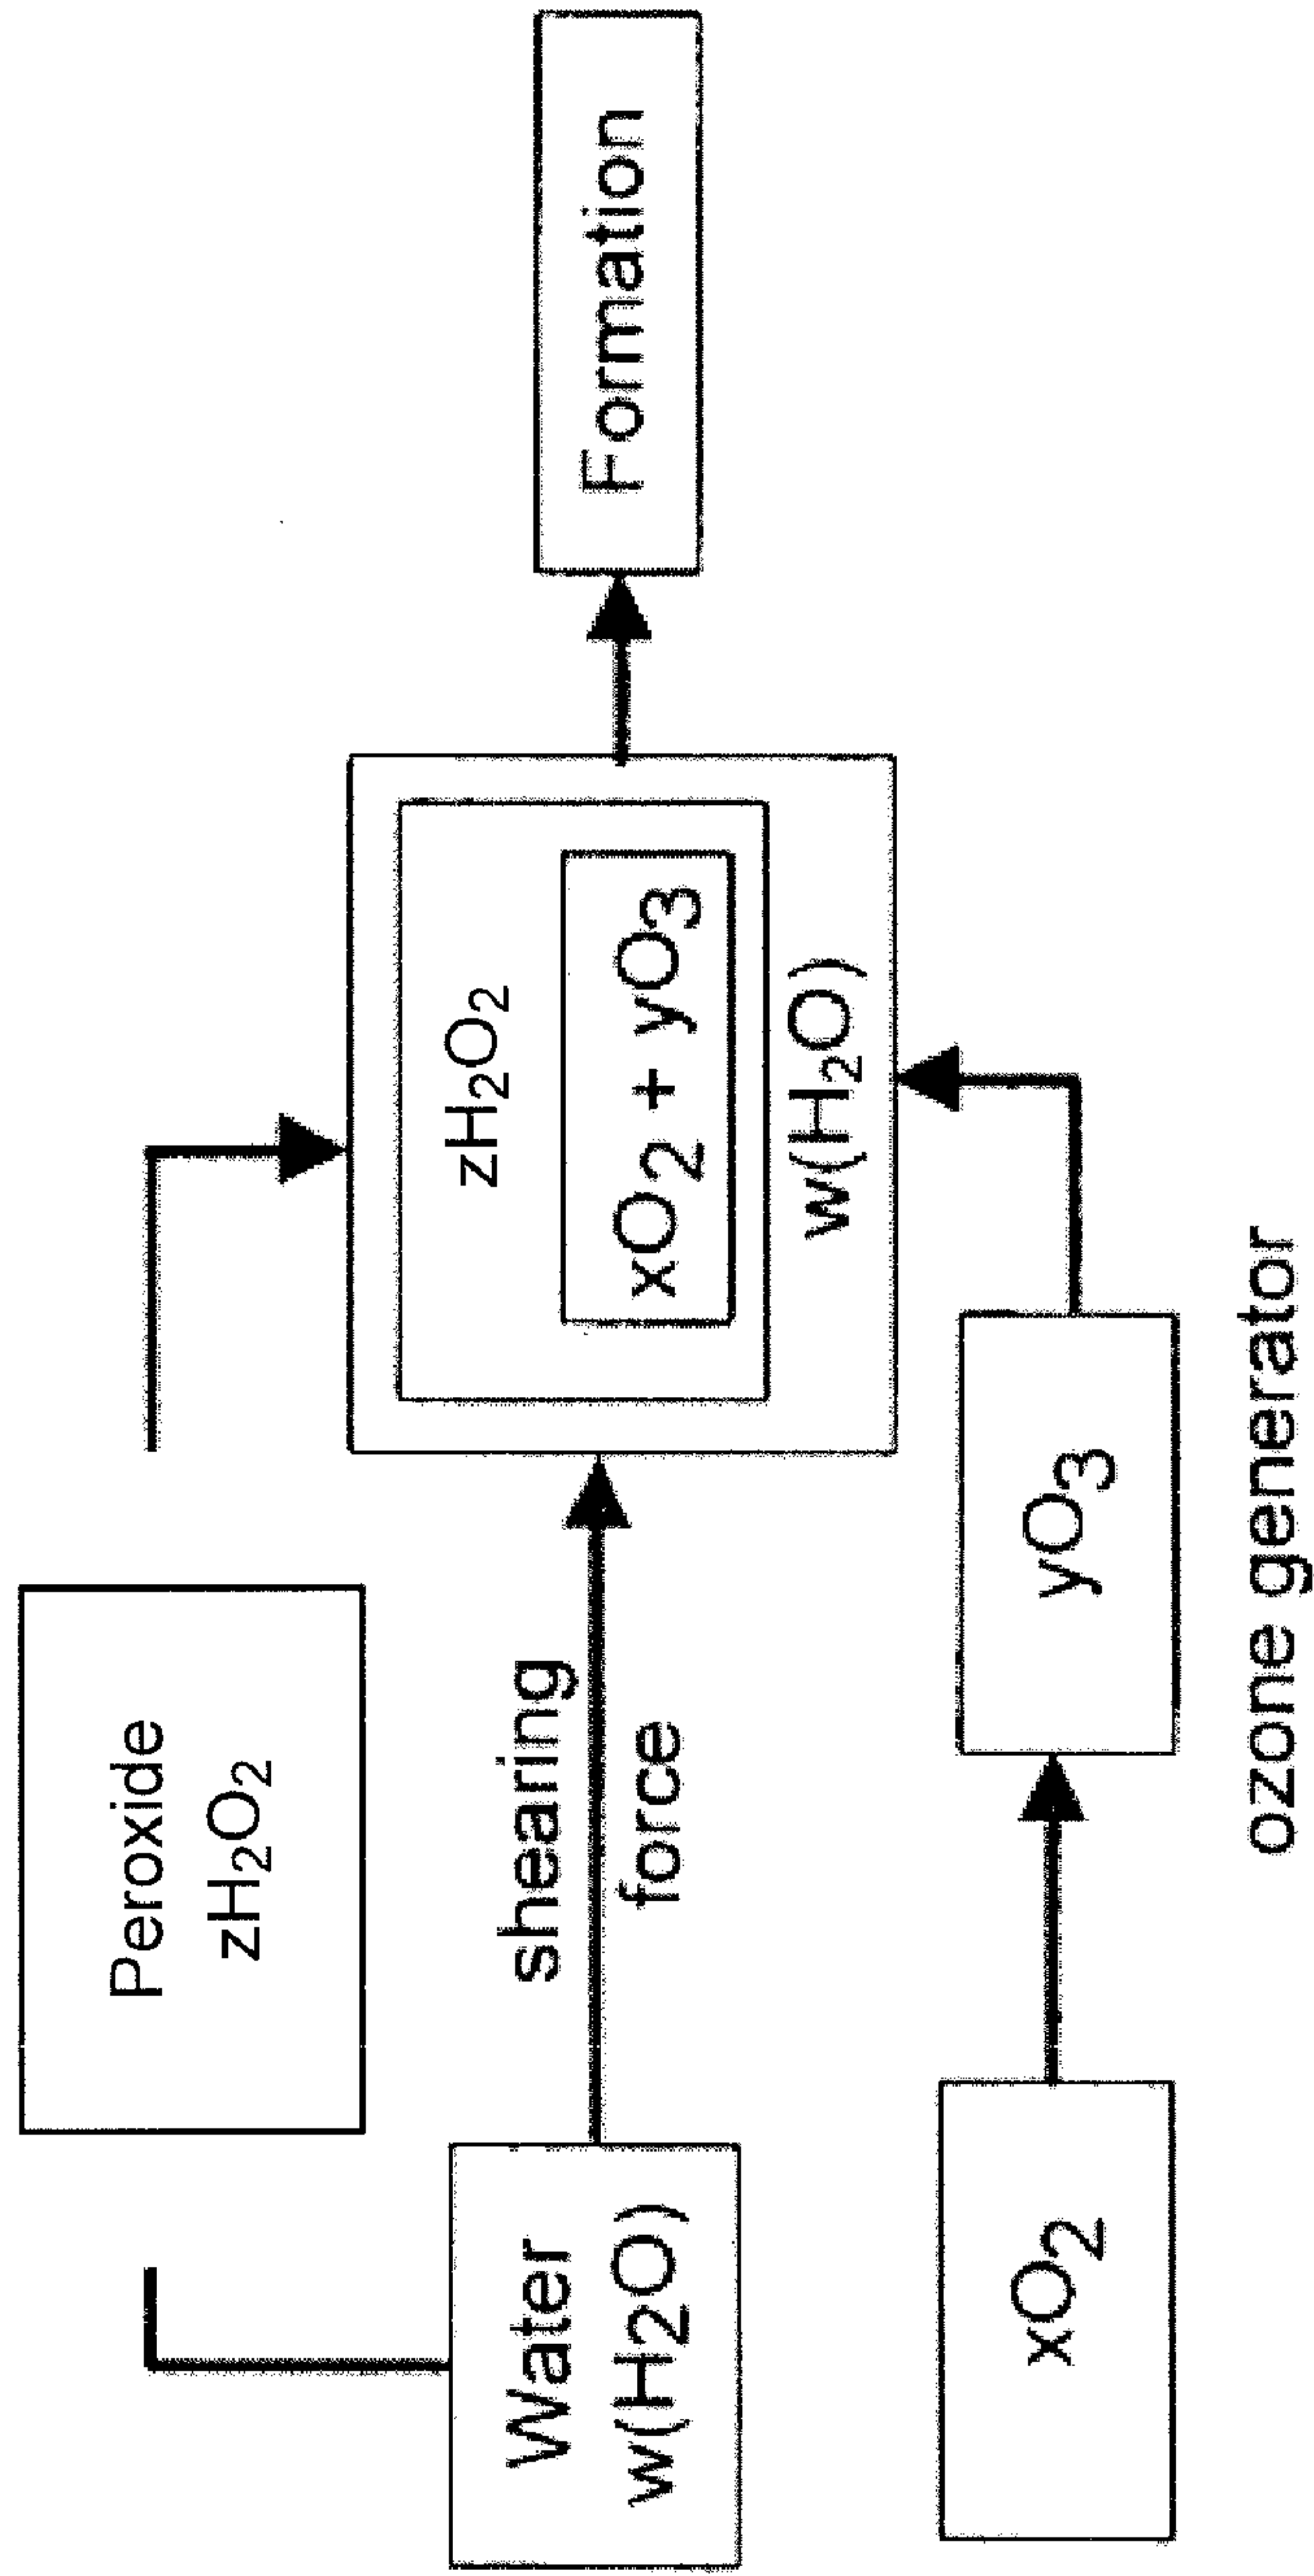 Peroxide
zH₂O₂
Water
w(H₂O)
shearing
force
zH₂O₂
xO₂ + yO₃
w(H₂O)
Formation
xO₂
yO₃
ozone generator